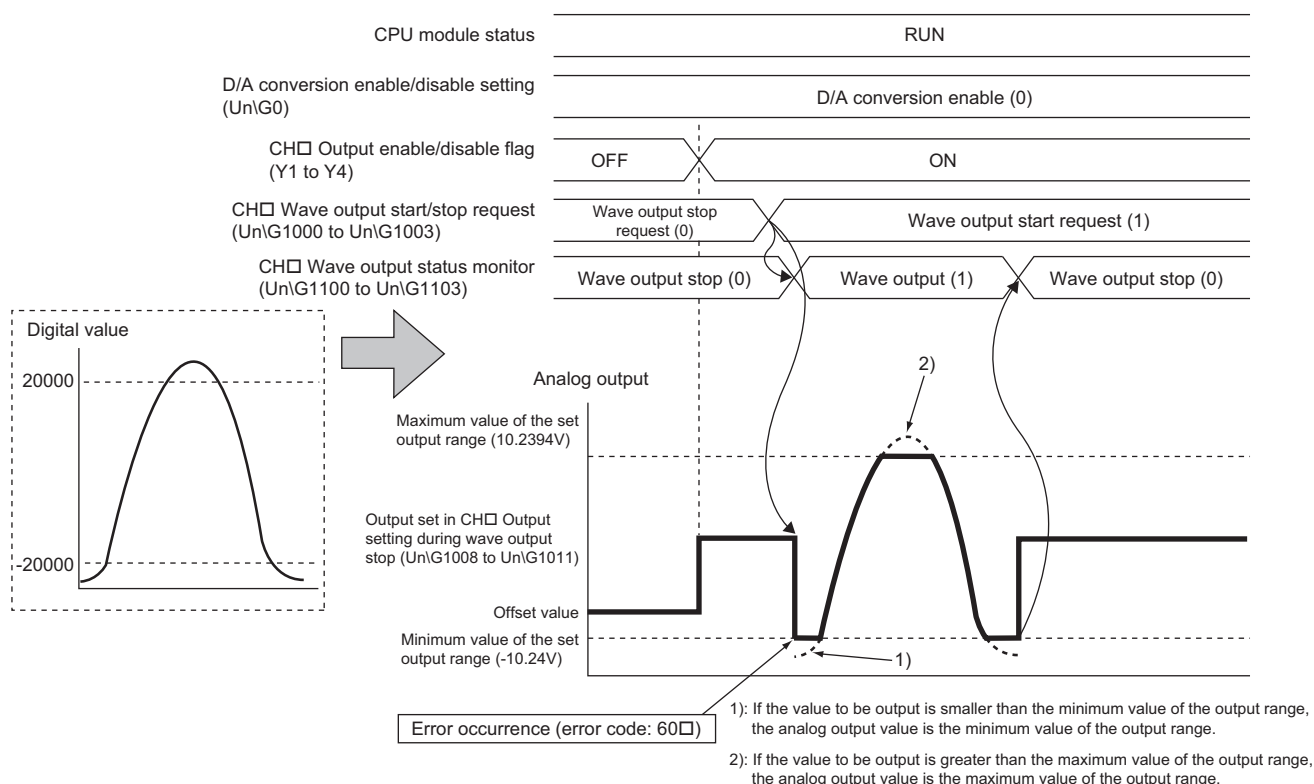 CPU module status
RUN
D/A conversion enable/disable setting
(Un\G0)
D/A conversion enable (0)
CH□ Output enable/disable flag
(Y1 to Y4)
OFF
ON
CH□ Wave output start/stop request
(Un\G1000 to Un\G1003)
Wave output stop
request (0)
Wave output start request (1)
CH□ Wave output status monitor
(Un\G1100 to Un\G1103)
Wave output stop (0)
Wave output (1)
Wave output stop (0)
Digital value
20000
-20000
Analog output
2)
Maximum value of the set
output range (10.2394V)
Output set in CH□ Output
setting during wave output
stop (Un\G1008 to Un\G1011)
Offset value
Minimum value of the set
output range (-10.24V)
1)
Error occurrence (error code: 60□)
1): If the value to be output is smaller than the minimum value of the output range,
the analog output value is the minimum value of the output range.
2): If the value to be output is greater than the maximum value of the output range,
the analog output value is the maximum value of the output range.